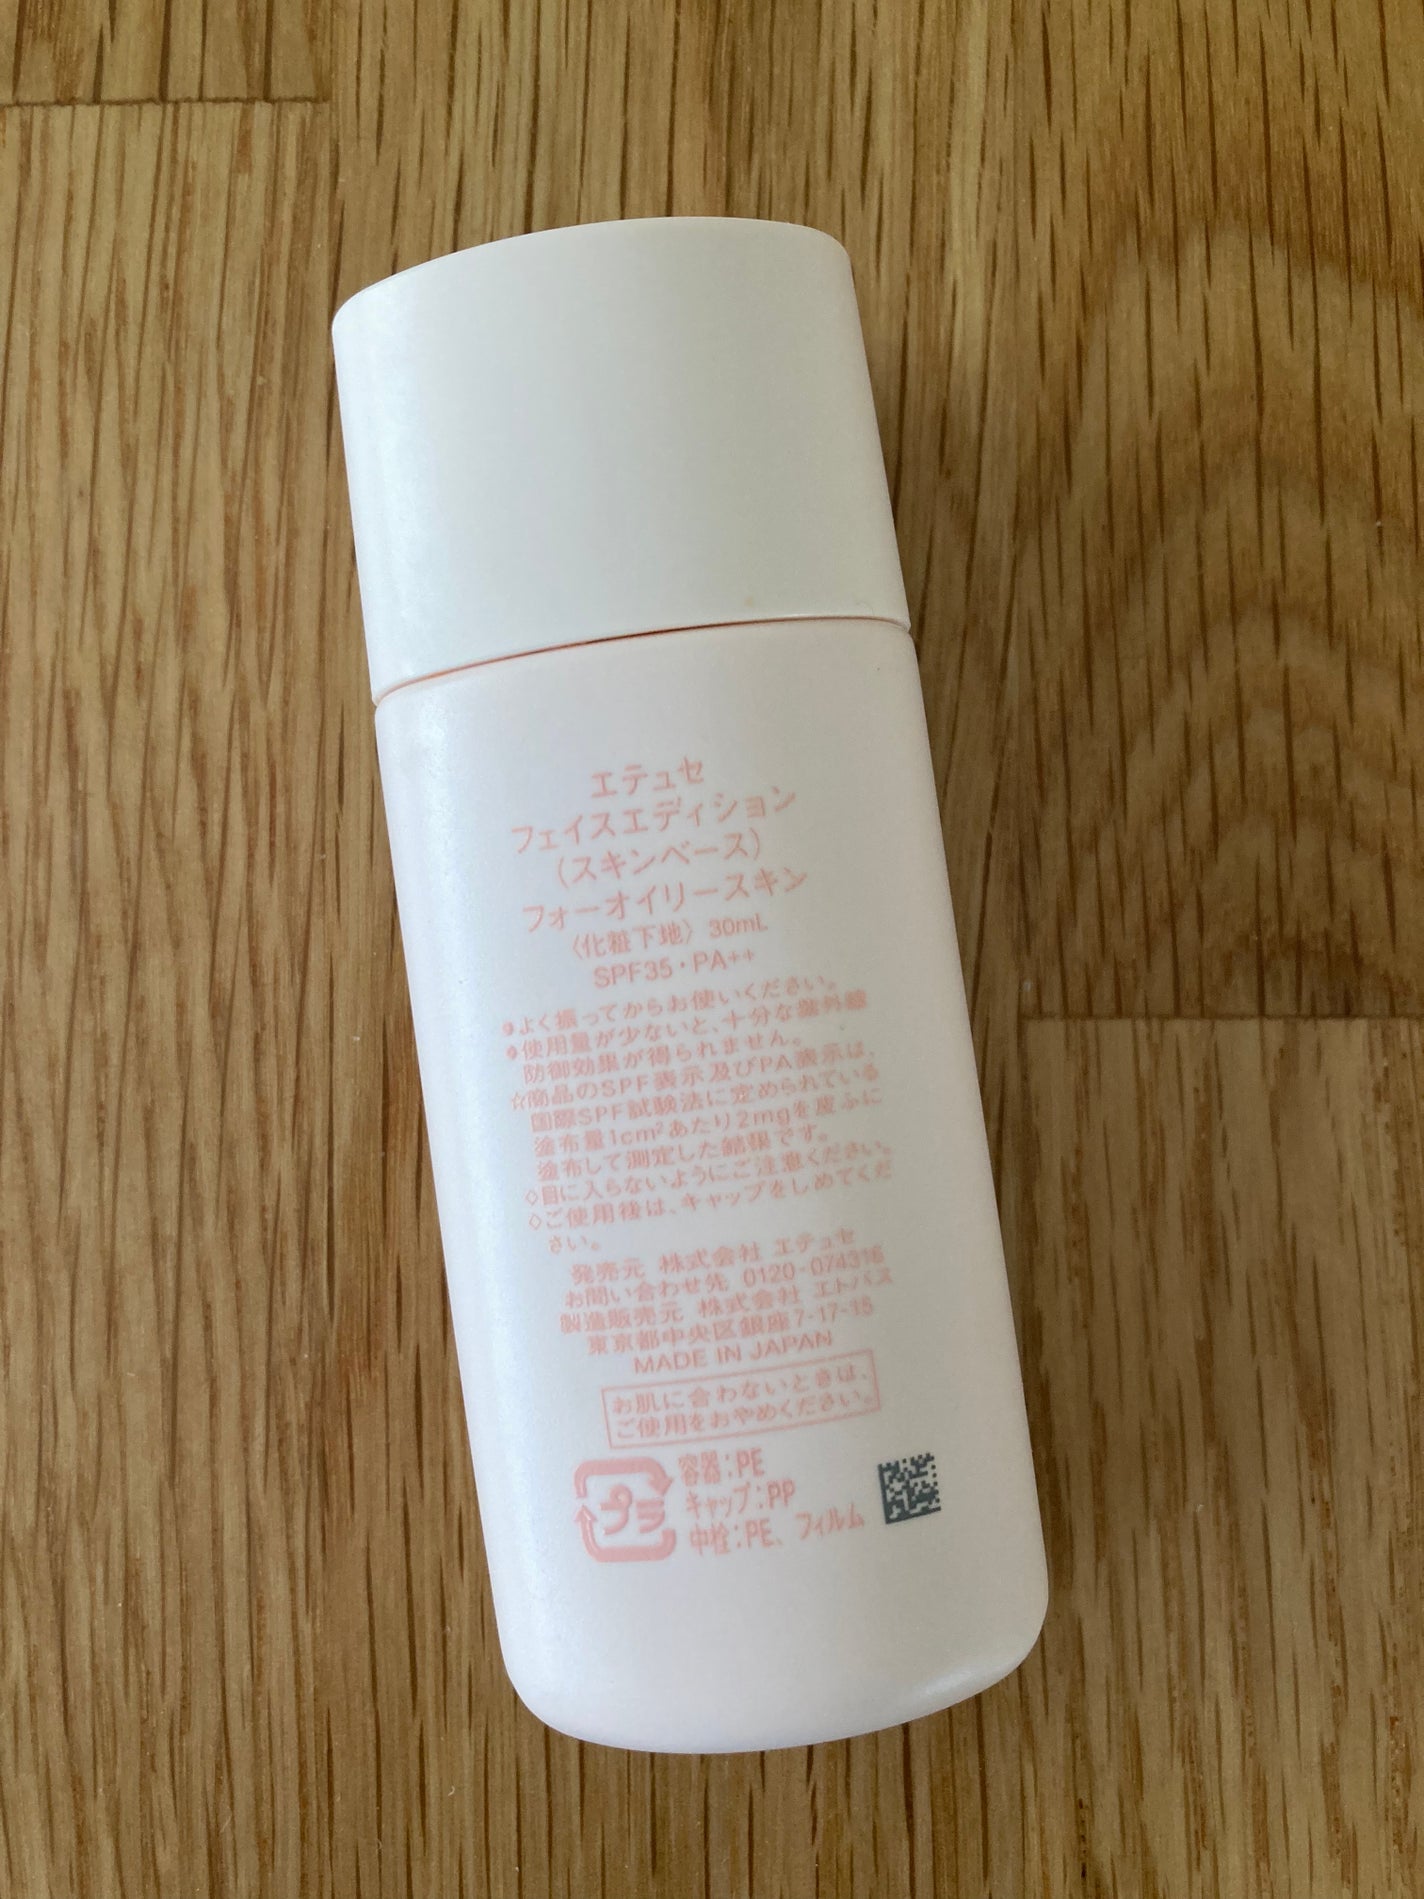 エテュセ
フェイスエディション
（スキンベース）
フォーオイリースキン
〈化粧下地〉 30mL
SPF35・PA++
●よく振ってからお使いください。
●使用量が少ないと、十分な紫外線
防御効果が得られません。
☆商品のSPF表示及びPA表示は、
国際SPF試験法に定められている
塗布量1cm²あたり2mgを皮ふに
塗布して測定した結果です。
◇目に入らないようにご注意ください。
◇ご使用後は、キャップをしめてくだ
さい。
発売元 株式会社 エテュセ
お問い合わせ先 0120-074316
製造販売元 株式会社 エトバス
東京都中央区銀座7-17-15
MADE IN JAPAN
お肌に合わないときは、
ご使用をおやめください。
プラ
容器：PE
キャップ：PP
中栓：PE、フィルム